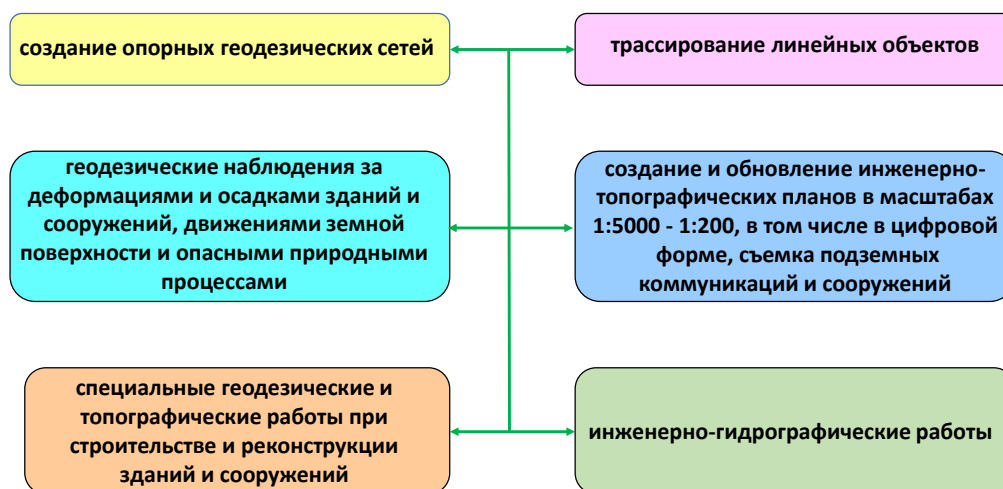 создание опорных геодезических сетей
трассирование линейных объектов
геодезические наблюдения за
деформациями и осадками зданий и
сооружений, движениями земной
поверхности и опасными природными
процессами
создание и обновление инженерно-
топографических планов в масштабах
1:5000 - 1:200, в том числе в цифровой
форме, съемка подземных
коммуникаций и сооружений
специальные геодезические и
топографические работы при
строительстве и реконструкции
зданий и сооружений
инженерно-гидрографические работы